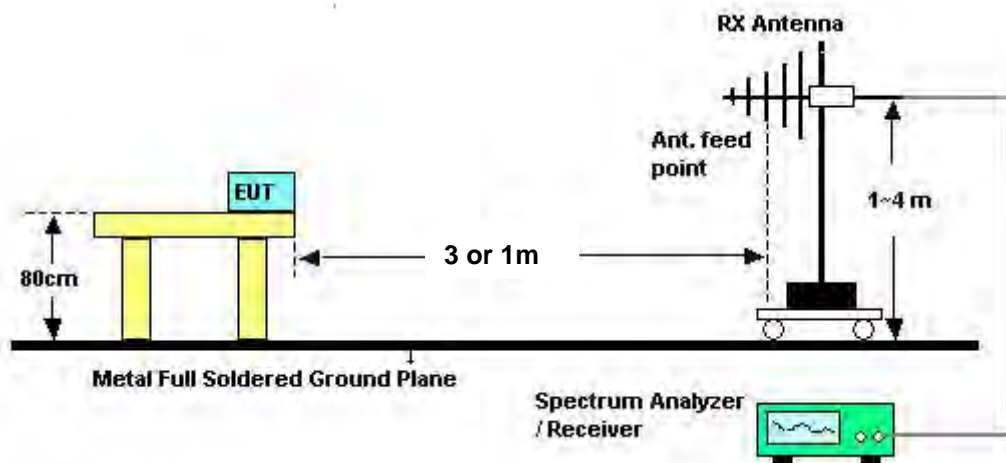 RX Antenna
Ant. feed
point
EUT
1~4 m
3 or 1m
80cm
Metal Full Soldered Ground Plane
Spectrum Analyzer
/ Receiver